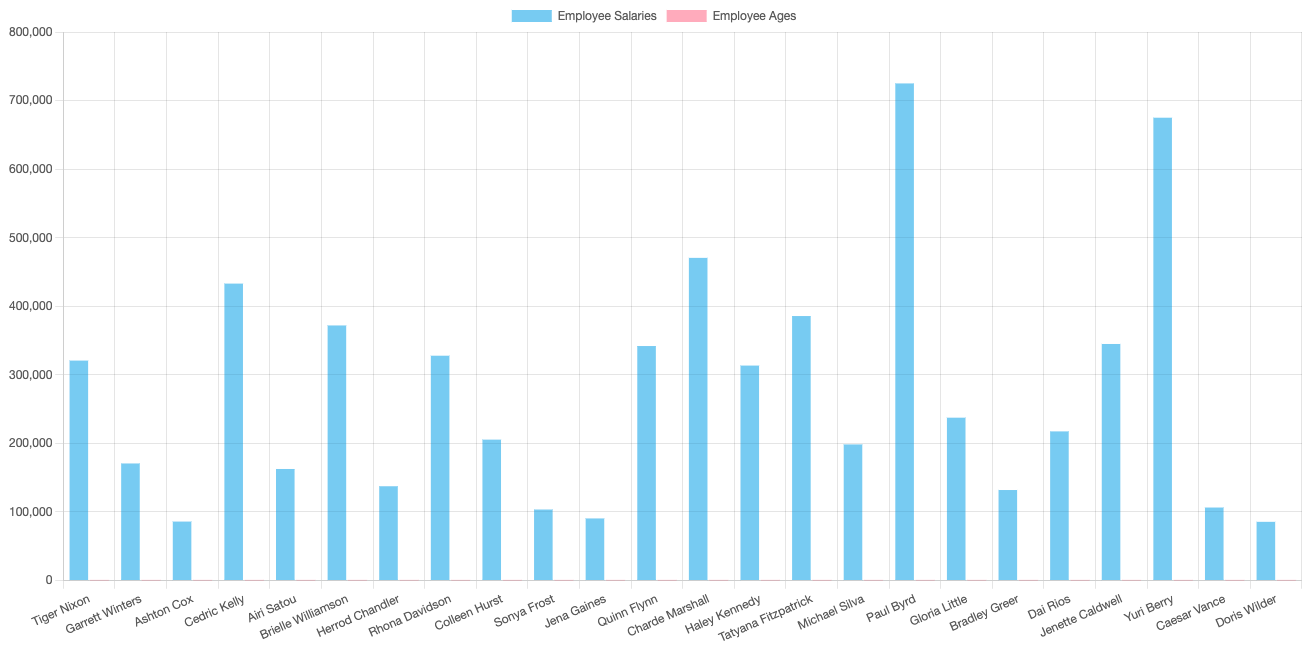 Employee Salaries Employee Ages
800,000
700,000
600,000
500,000
400,000
300,000
200,000
100,000
0
Tiger Nixon
Garrett Winters
Ashton Cox
Cedric Kelly
Airi Satou
Brielle Williamson
Herrod Chandler
Rhona Davidson
Colleen Hurst
Sonya Frost
Jena Gaines
Quinn Flynn
Charde Marshall
Haley Kennedy
Tatyana Fitzpatrick
Michael Silva
Paul Byrd
Gloria Little
Bradley Greer
Dai Rios
Jenette Caldwell
Yuri Berry
Caesar Vance
Doris Wilder